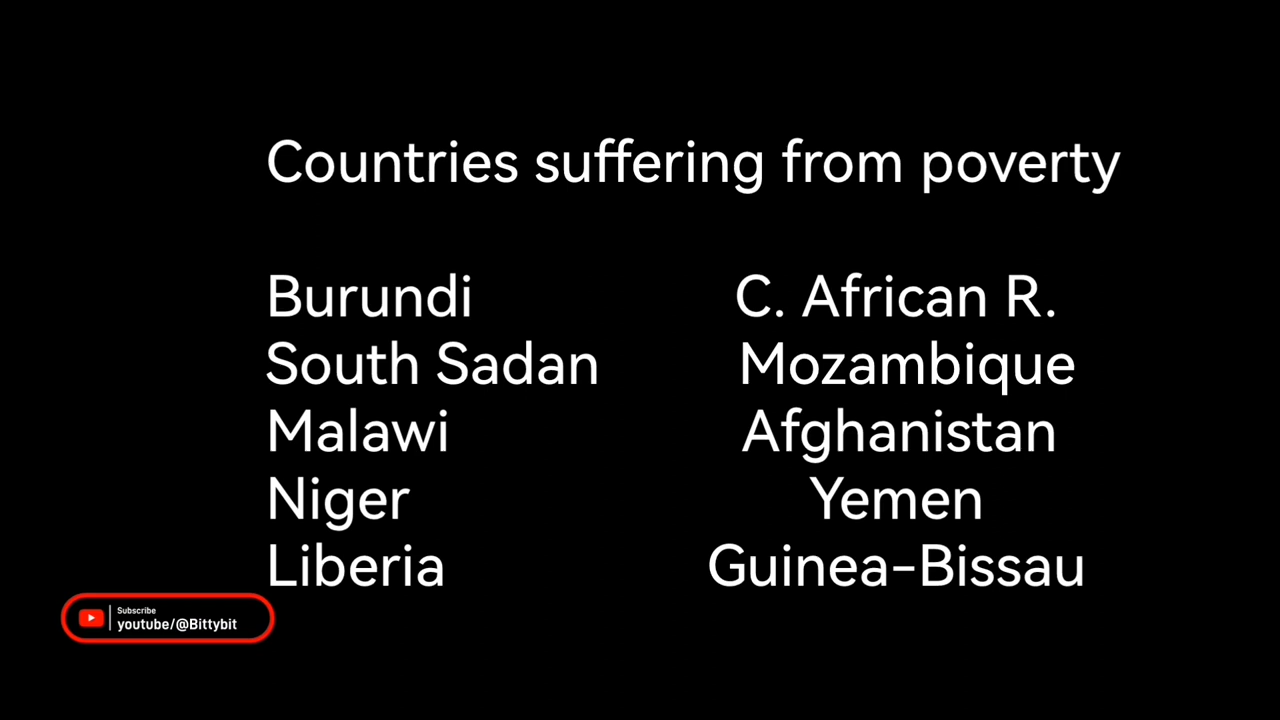 Countries suffering from poverty
Burundi
South Sadan
Malawi
Niger
Liberia
C. African R.
Mozambique
Afghanistan
Yemen
Guinea-Bissau
Subscribe
youtube/@Bittybit